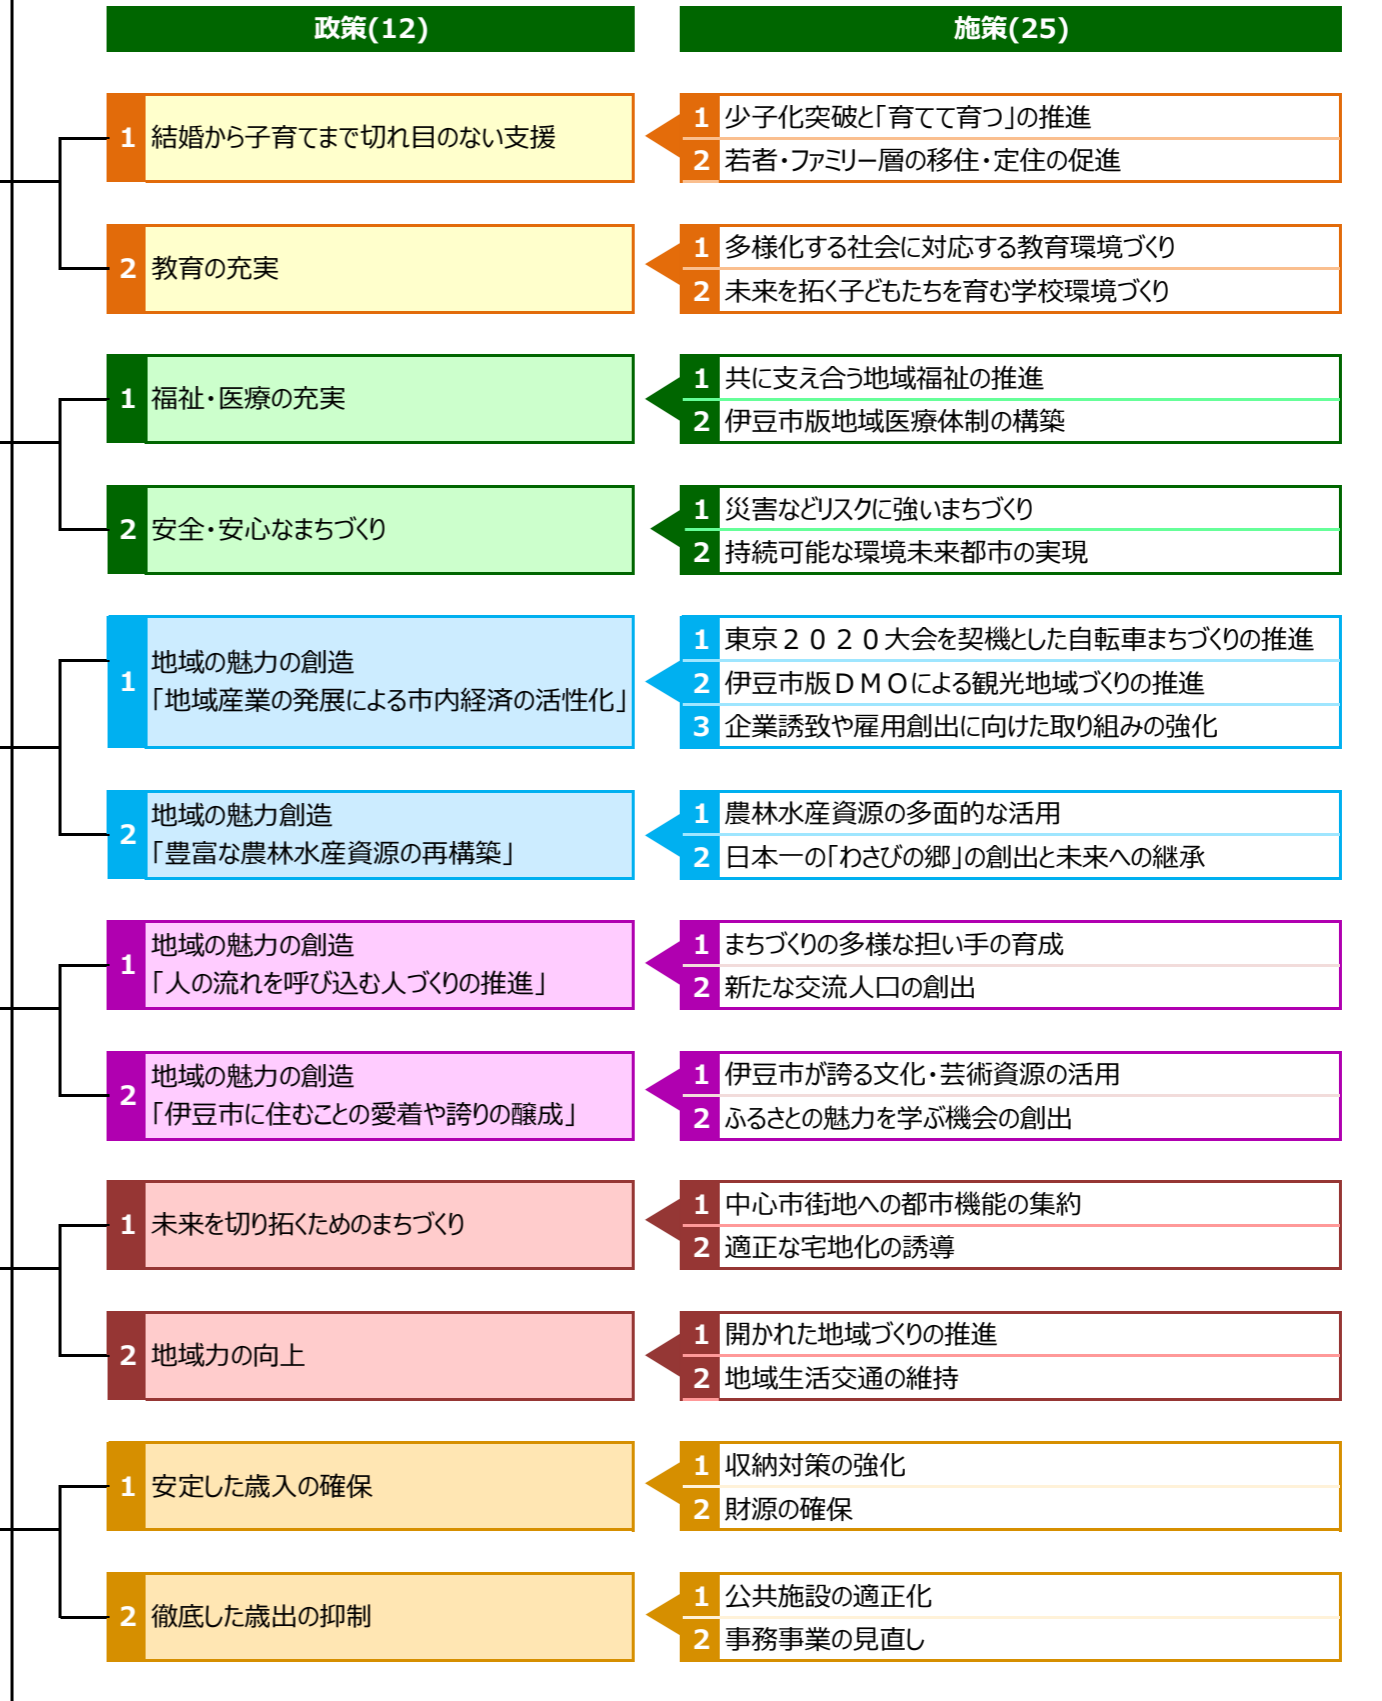 政策(12)
施策(25)
1 結婚から子育てまで切れ目のない支援
1 少子化突破と「育てて育つ」の推進
2 若者・ファミリー層の移住・定住の促進
2 教育の充実
1 多様化する社会に対応する教育環境づくり
2 未来を拓く子どもたちを育む学校環境づくり
1 福祉・医療の充実
1 共に支え合う地域福祉の推進
2 伊豆市版地域医療体制の構築
2 安全・安心なまちづくり
1 災害などリスクに強いまちづくり
2 持続可能な環境未来都市の実現
1 地域の魅力の創造
「地域産業の発展による市内経済の活性化」
1 東京２０２０大会を契機とした自転車まちづくりの推進
2 伊豆市版ＤＭＯによる観光地域づくりの推進
3 企業誘致や雇用創出に向けた取り組みの強化
2 地域の魅力創造
「豊富な農林水産資源の再構築」
1 農林水産資源の多面的な活用
2 日本一の「わさびの郷」の創出と未来への継承
1 地域の魅力の創造
「人の流れを呼び込む人づくりの推進」
1 まちづくりの多様な担い手の育成
2 新たな交流人口の創出
2 地域の魅力の創造
「伊豆市に住むことの愛着や誇りの醸成」
1 伊豆市が誇る文化・芸術資源の活用
2 ふるさとの魅力を学ぶ機会の創出
1 未来を切り拓くためのまちづくり
1 中心市街地への都市機能の集約
2 適正な宅地化の誘導
2 地域力の向上
1 開かれた地域づくりの推進
2 地域生活交通の維持
1 安定した歳入の確保
1 収納対策の強化
2 財源の確保
2 徹底した歳出の抑制
1 公共施設の適正化
2 事務事業の見直し